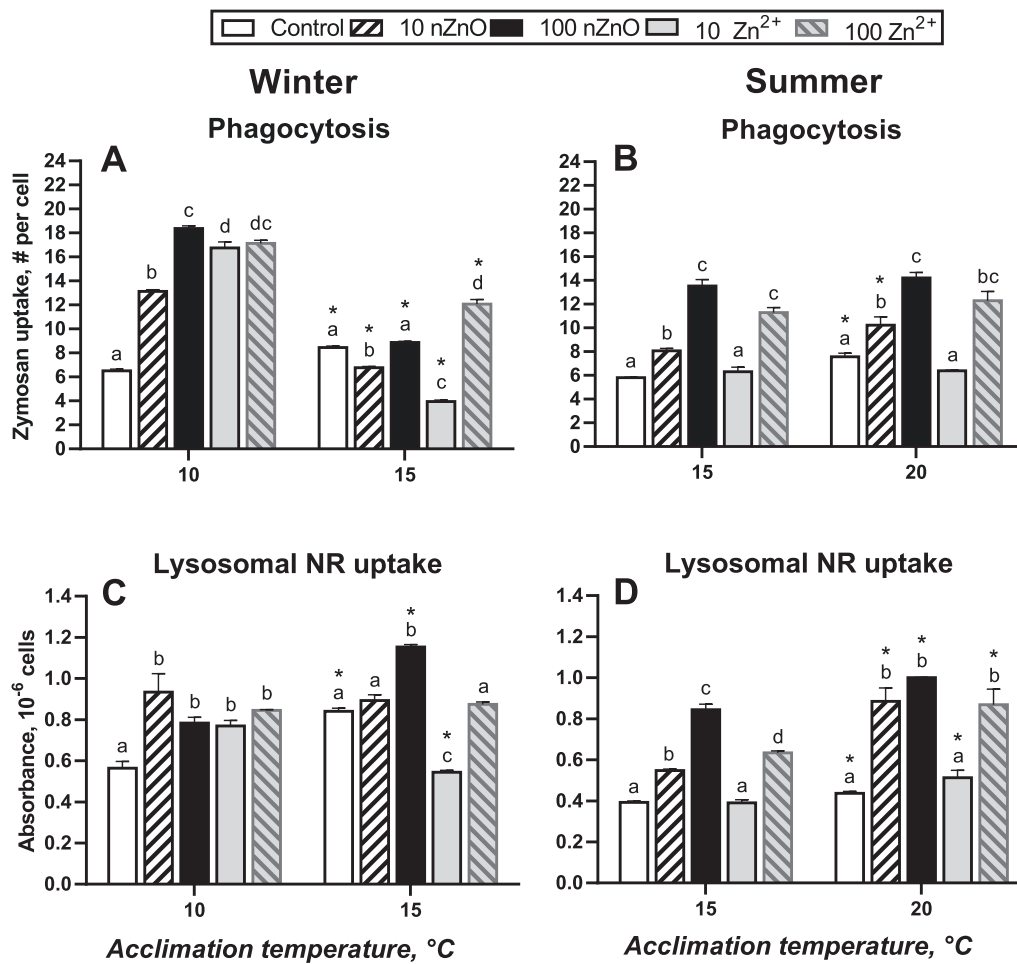 Control 10 nZnO 100 nZnO 10 Zn²⁺ 100 Zn²⁺
Winter Summer
Phagocytosis Phagocytosis
A B
Zymosan uptake, # per cell
24 22 20 18 16 14 12 10 8 6 4 2 0
a b c d dc
* a * b * a * c * d
10 15
24 22 20 18 16 14 12 10 8 6 4 2 0
a b c a c
* a * b c a bc
15 20
Lysosomal NR uptake Lysosomal NR uptake
C D
Absorbance, 10⁻⁶ cells
1.4 1.2 1.0 0.8 0.6 0.4 0.2 0.0
a b b b b
* a a * b * c a
10 15
1.4 1.2 1.0 0.8 0.6 0.4 0.2 0.0
a b c a d
* a * b * b * a * b
15 20
Acclimation temperature, °C Acclimation temperature, °C